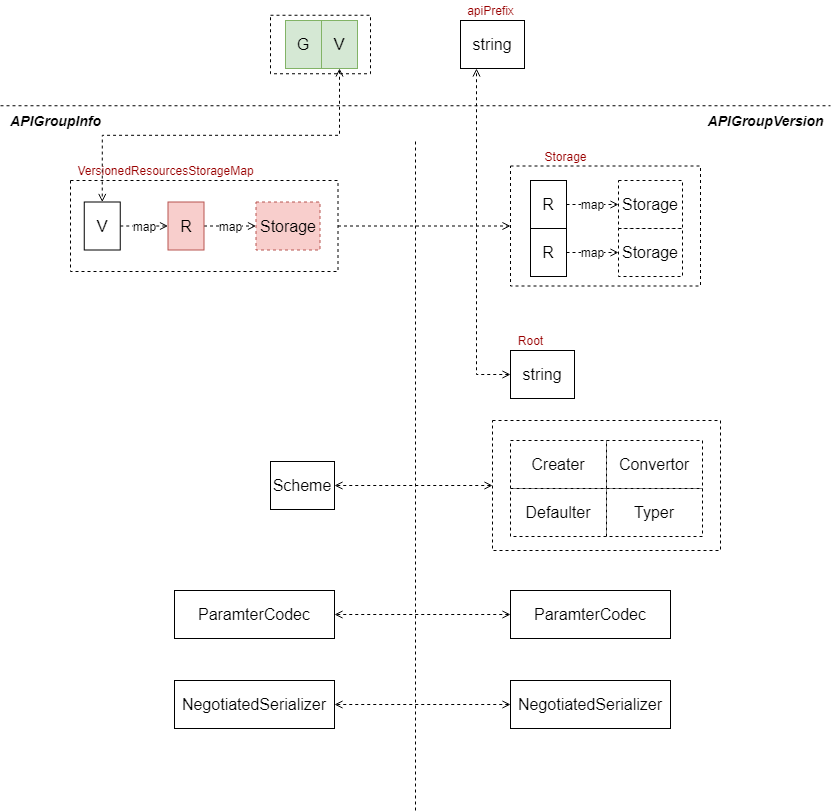 apiPrefix
G V
string
APIGroupInfo
APIGroupVersion
VersionedResourcesStorageMap
V map R map Storage
Storage
R map Storage
R map Storage
Root
string
Scheme
Creater Convertor
Defaulter Typer
ParamterCodec
ParamterCodec
NegotiatedSerializer
NegotiatedSerializer